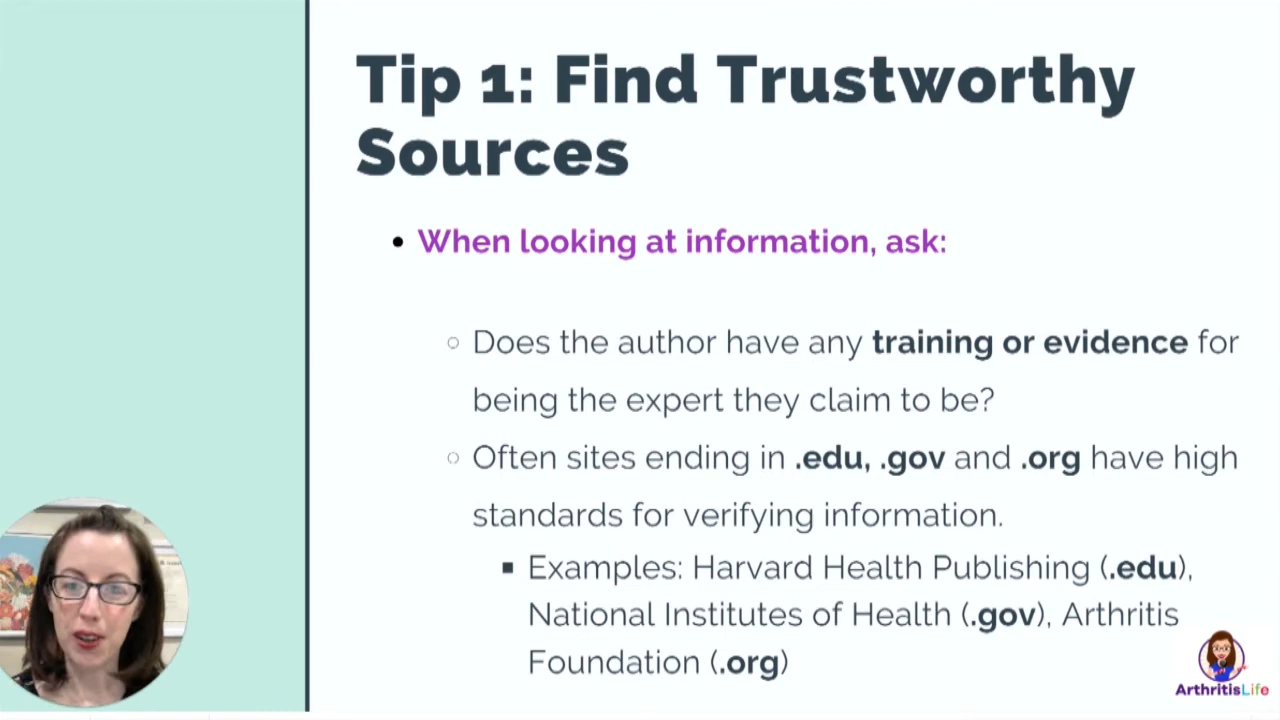 Tip 1: Find Trustworthy
Sources
• When looking at information, ask:
○ Does the author have any training or evidence for
being the expert they claim to be?
○ Often sites ending in .edu, .gov and .org have high
standards for verifying information.
▪ Examples: Harvard Health Publishing (.edu),
National Institutes of Health (.gov), Arthritis
Foundation (.org)
ArthritisLife